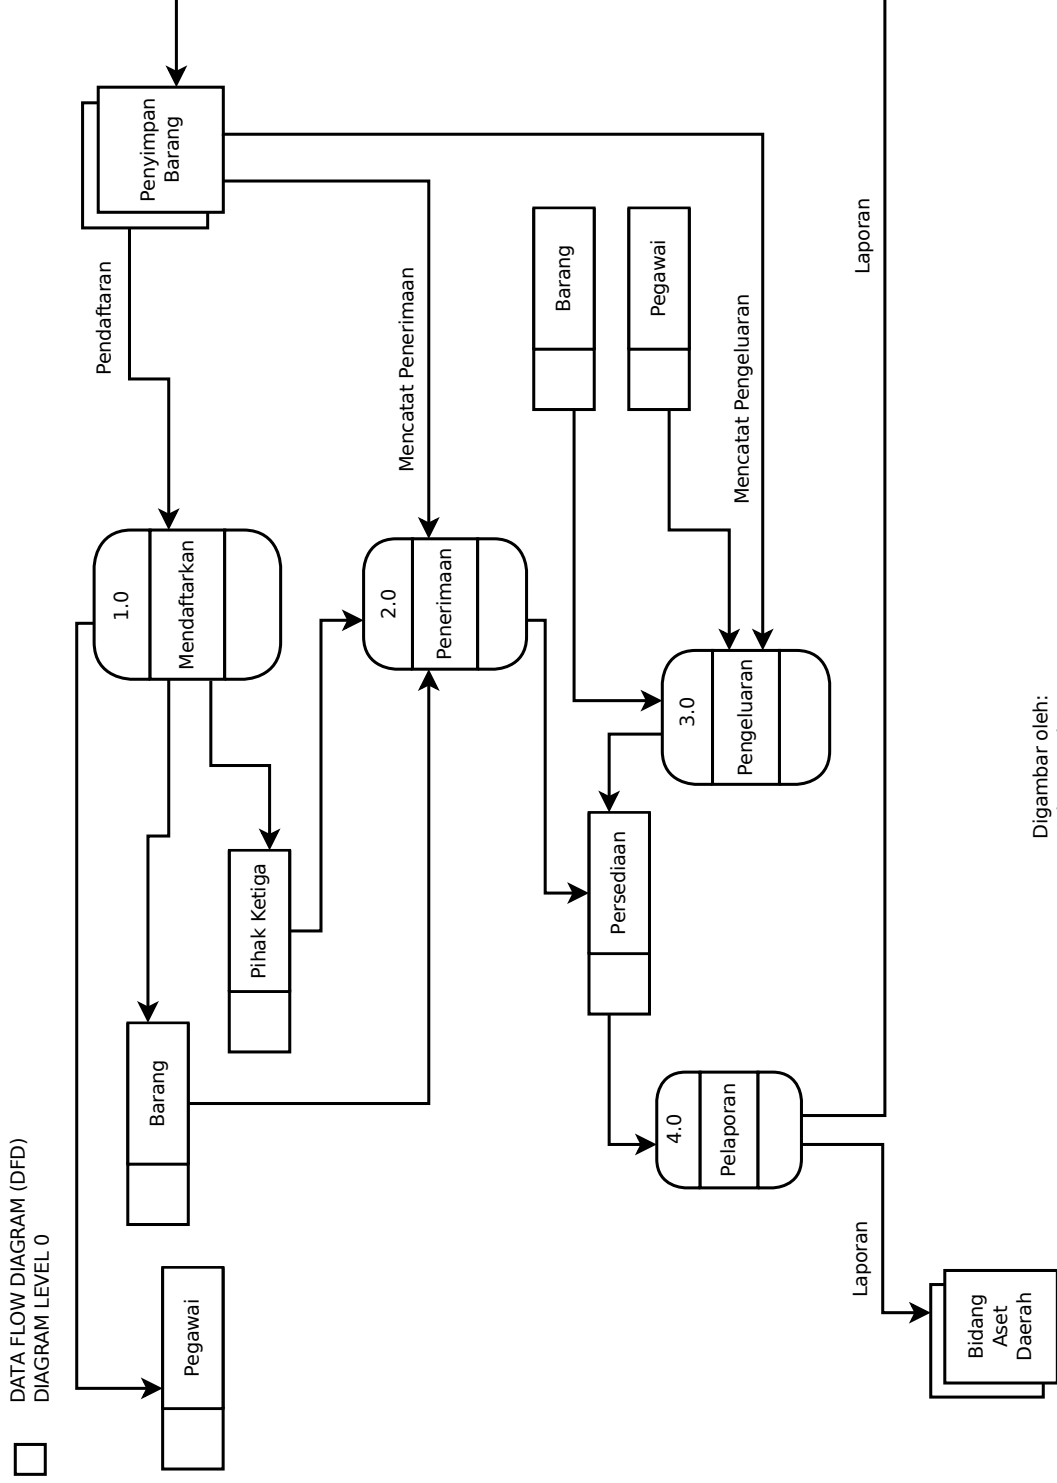 DATA FLOW DIAGRAM (DFD)
DIAGRAM LEVEL 0
Pegawai
Barang
Pihak Ketiga
1.0
Mendaftarkan
Pendaftaran
Penyimpan
Barang
2.0
Penerimaan
Mencatat Penerimaan
Barang
Pegawai
Mencatat Pengeluaran
3.0
Pengeluaran
Persediaan
4.0
Pelaporan
Laporan
Laporan
Bidang
Aset
Daerah
Digambar oleh: